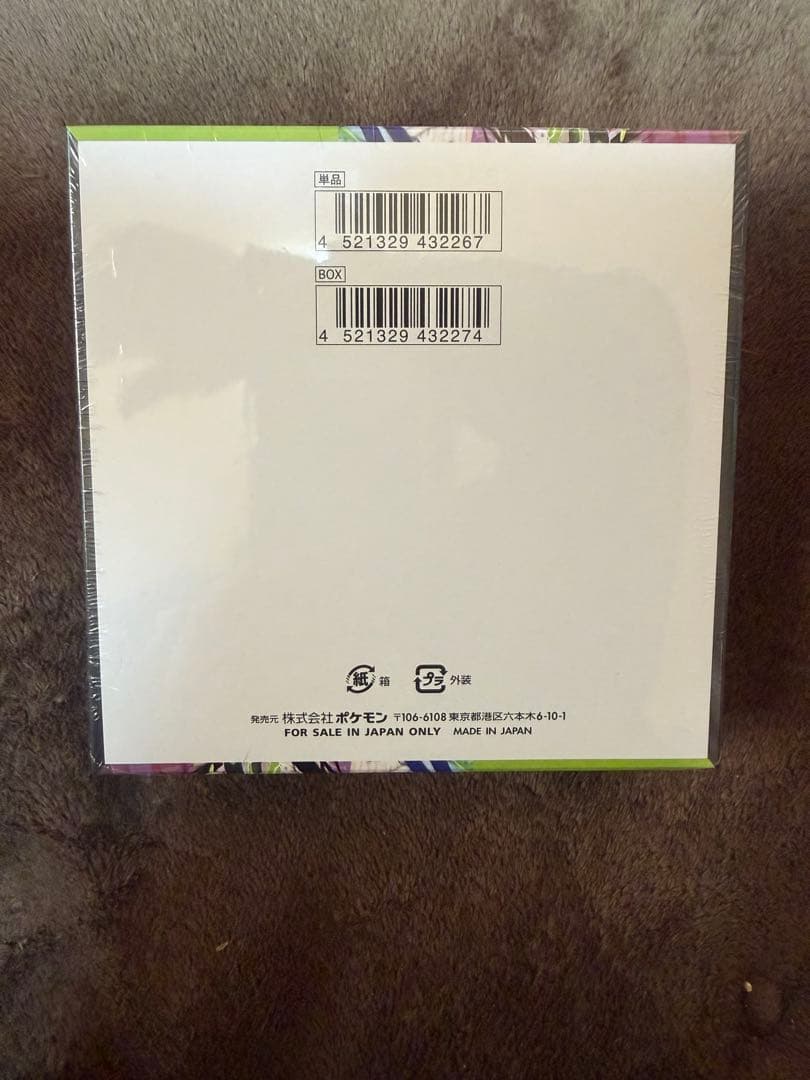 単品
4 521329 432267
BOX
4 521329 432274
紙 箱 プラ 外装
発売元 株式会社ポケモン 〒106-6108 東京都港区六本木6-10-1
FOR SALE IN JAPAN ONLY MADE IN JAPAN